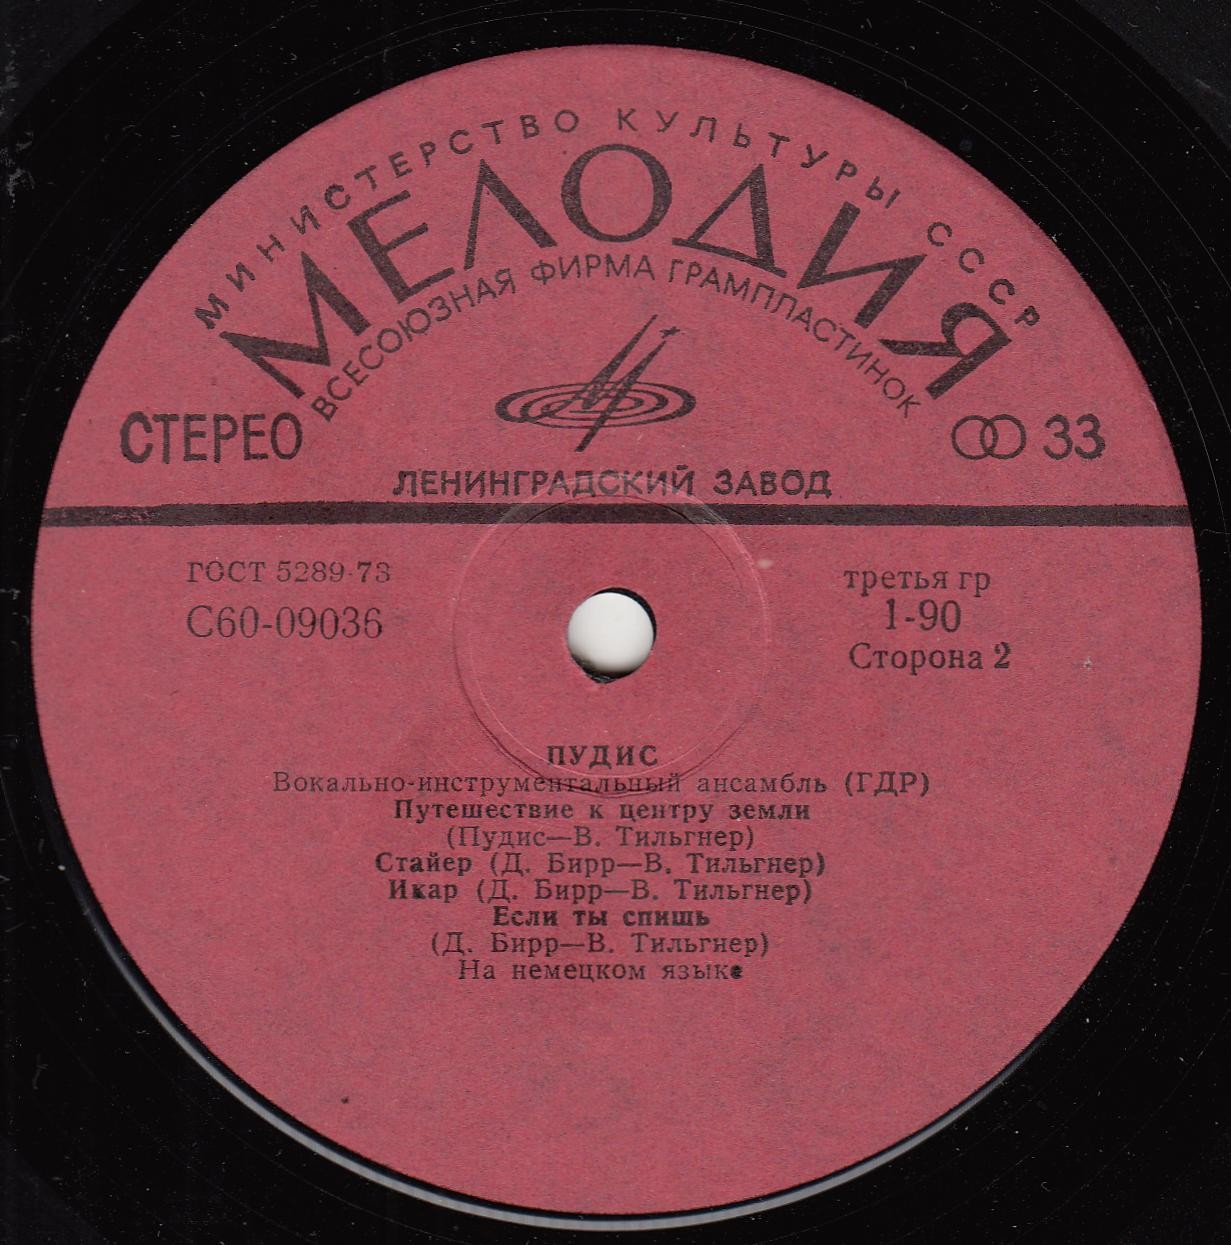 МИНИСТЕРСТВО КУЛЬТУРЫ СССР
МЕЛОДИЯ
ВСЕСОЮЗНАЯ ФИРМА ГРАМПЛАСТИНОК
СТЕРЕО
33
ЛЕНИНГРАДСКИЙ ЗАВОД
ГОСТ 5289-73
С60-09036
третья гр
1-90
Сторона 2
ПУДИС
Вокально-инструментальный ансамбль (ГДР)
Путешествие к центру земли
(Пудис—В. Тильгнер)
Стайер (Д. Бирр—В. Тильгнер)
Икар (Д. Бирр—В. Тильгнер)
Если ты спишь
(Д. Бирр—В. Тильгнер)
На немецком языке